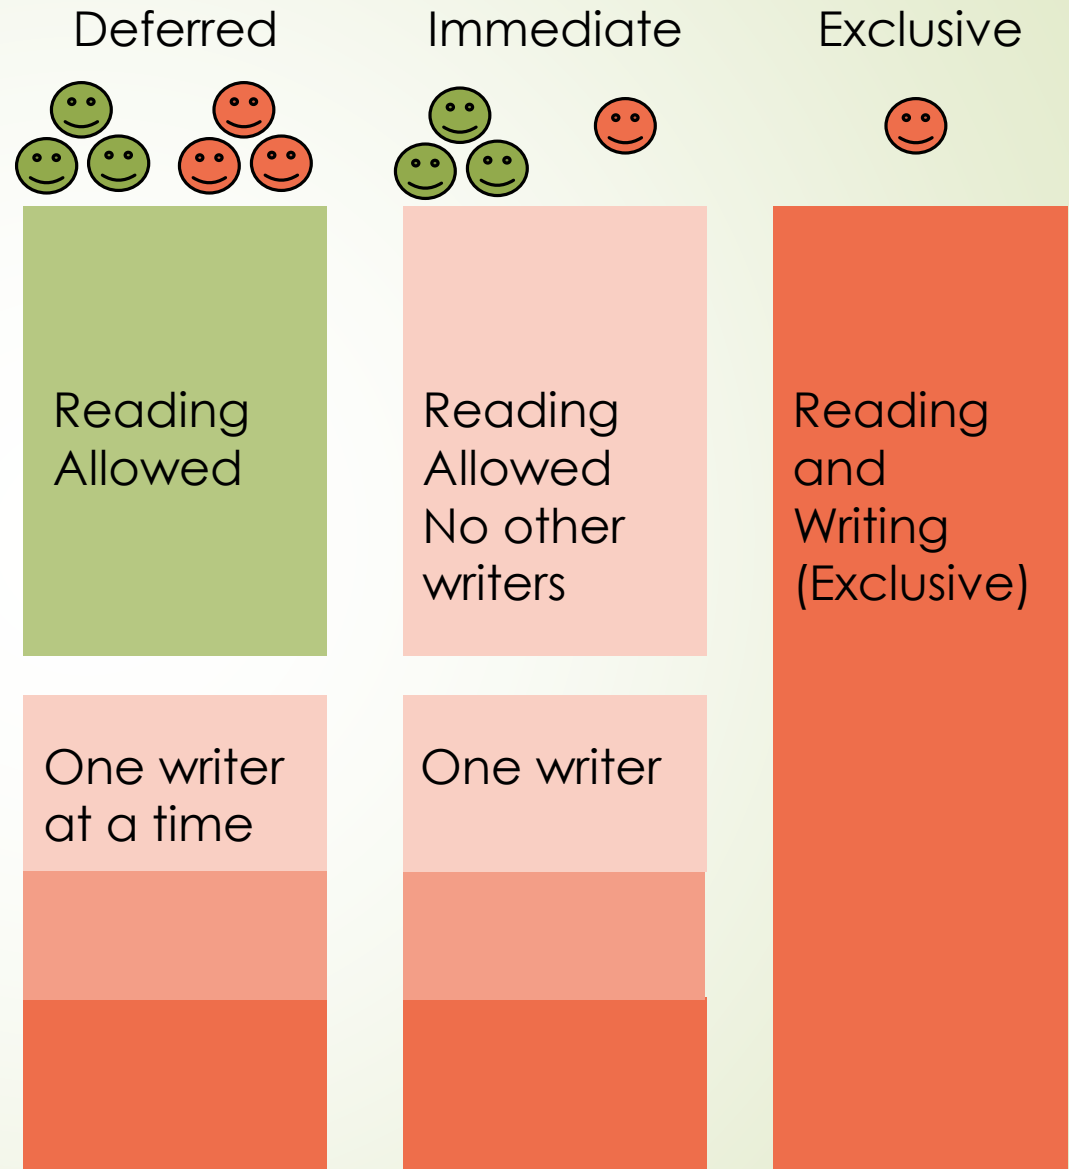 Deferred
Immediate
Exclusive
Reading
Allowed
Reading
Allowed
No other
writers
Reading
and
Writing
(Exclusive)
One writer
at a time
One writer